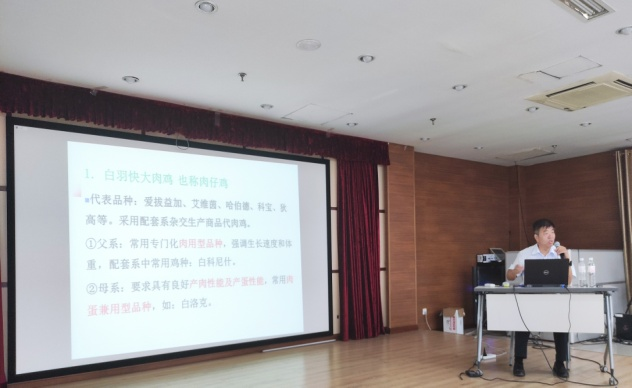 1. 白羽快大肉鸡 也称肉仔鸡
■代表品种：爱拔益加、艾维茵、哈伯德、科宝、狄
高等。采用配套系杂交生产商品代肉鸡。
①父系：常用专门化肉用型品种，强调生长速度和体
重，配套系中常用鸡种：白科尼什。
②母系：要求具有良好产肉性能及产蛋性能，常用肉
蛋兼用型品种，如：白洛克。